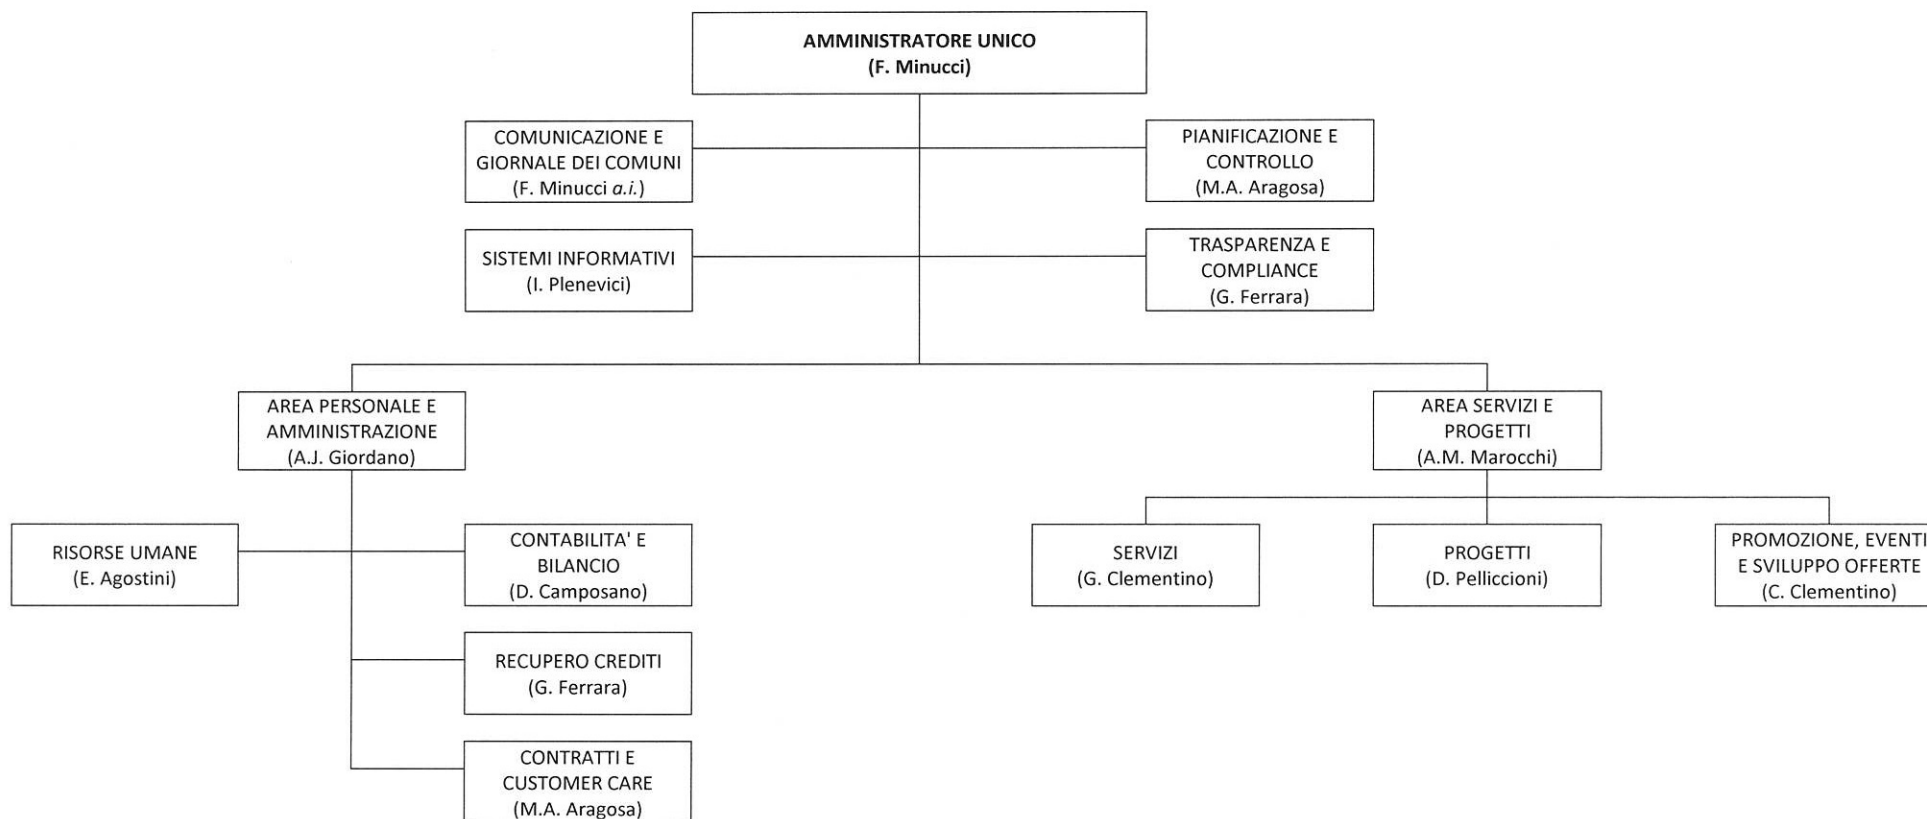 AMMINISTRATORE UNICO
(F. Minucci)
COMUNICAZIONE E
GIORNALE DEI COMUNI
(F. Minucci a.i.)
PIANIFICAZIONE E
CONTROLLO
(M.A. Aragosa)
SISTEMI INFORMATIVI
(I. Plenevici)
TRASPARENZA E
COMPLIANCE
(G. Ferrara)
AREA PERSONALE E
AMMINISTRAZIONE
(A.J. Giordano)
AREA SERVIZI E
PROGETTI
(A.M. Marocchi)
RISORSE UMANE
(E. Agostini)
CONTABILITA' E
BILANCIO
(D. Camposano)
SERVIZI
(G. Clementino)
PROGETTI
(D. Pelliccioni)
PROMOZIONE, EVENTI
E SVILUPPO OFFERTE
(C. Clementino)
RECUPERO CREDITI
(G. Ferrara)
CONTRATTI E
CUSTOMER CARE
(M.A. Aragosa)